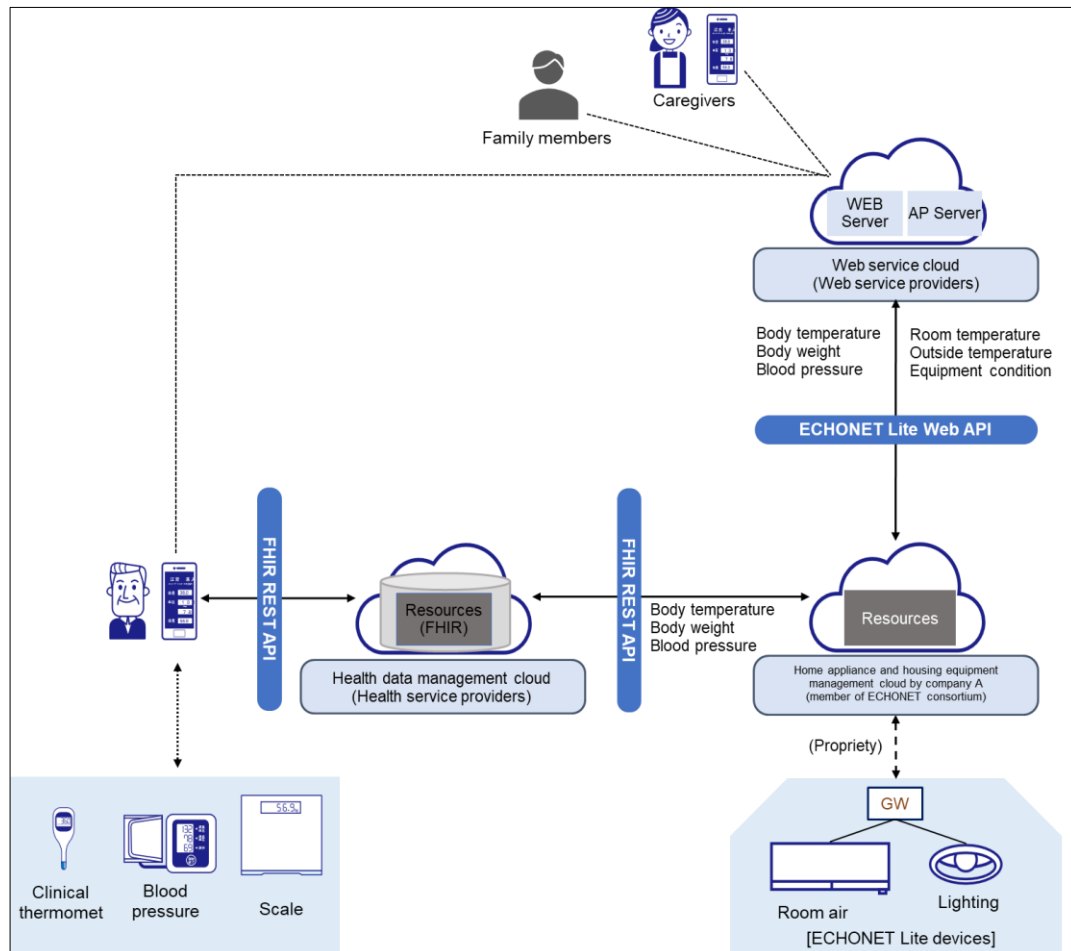 Caregivers
Family members
WEB
Server
AP Server
Web service cloud
(Web service providers)
Body temperature
Body weight
Blood pressure
Room temperature
Outside temperature
Equipment condition
ECHONET Lite Web API
FHIR REST API
Resources
(FHIR)
Health data management cloud
(Health service providers)
FHIR REST API
Body temperature
Body weight
Blood pressure
Resources
Home appliance and housing equipment
management cloud by company A
(member of ECHONET consortium)
(Propriety)
GW
Room air
Lighting
[ECHONET Lite devices]
Clinical
thermomet
Blood
pressure
56.9
Scale